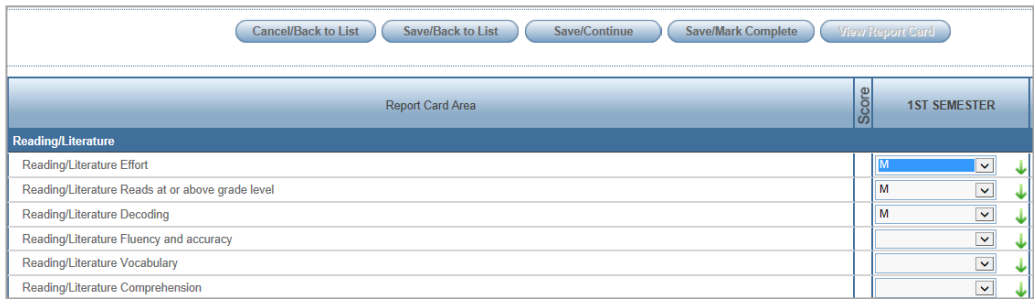 Cancel/Back to List Save/Back to List Save/Continue Save/Mark Complete View Report Card
Report Card Area Score 1ST SEMESTER
Reading/Literature
Reading/Literature Effort M
Reading/Literature Reads at or above grade level M
Reading/Literature Decoding M
Reading/Literature Fluency and accuracy
Reading/Literature Vocabulary
Reading/Literature Comprehension